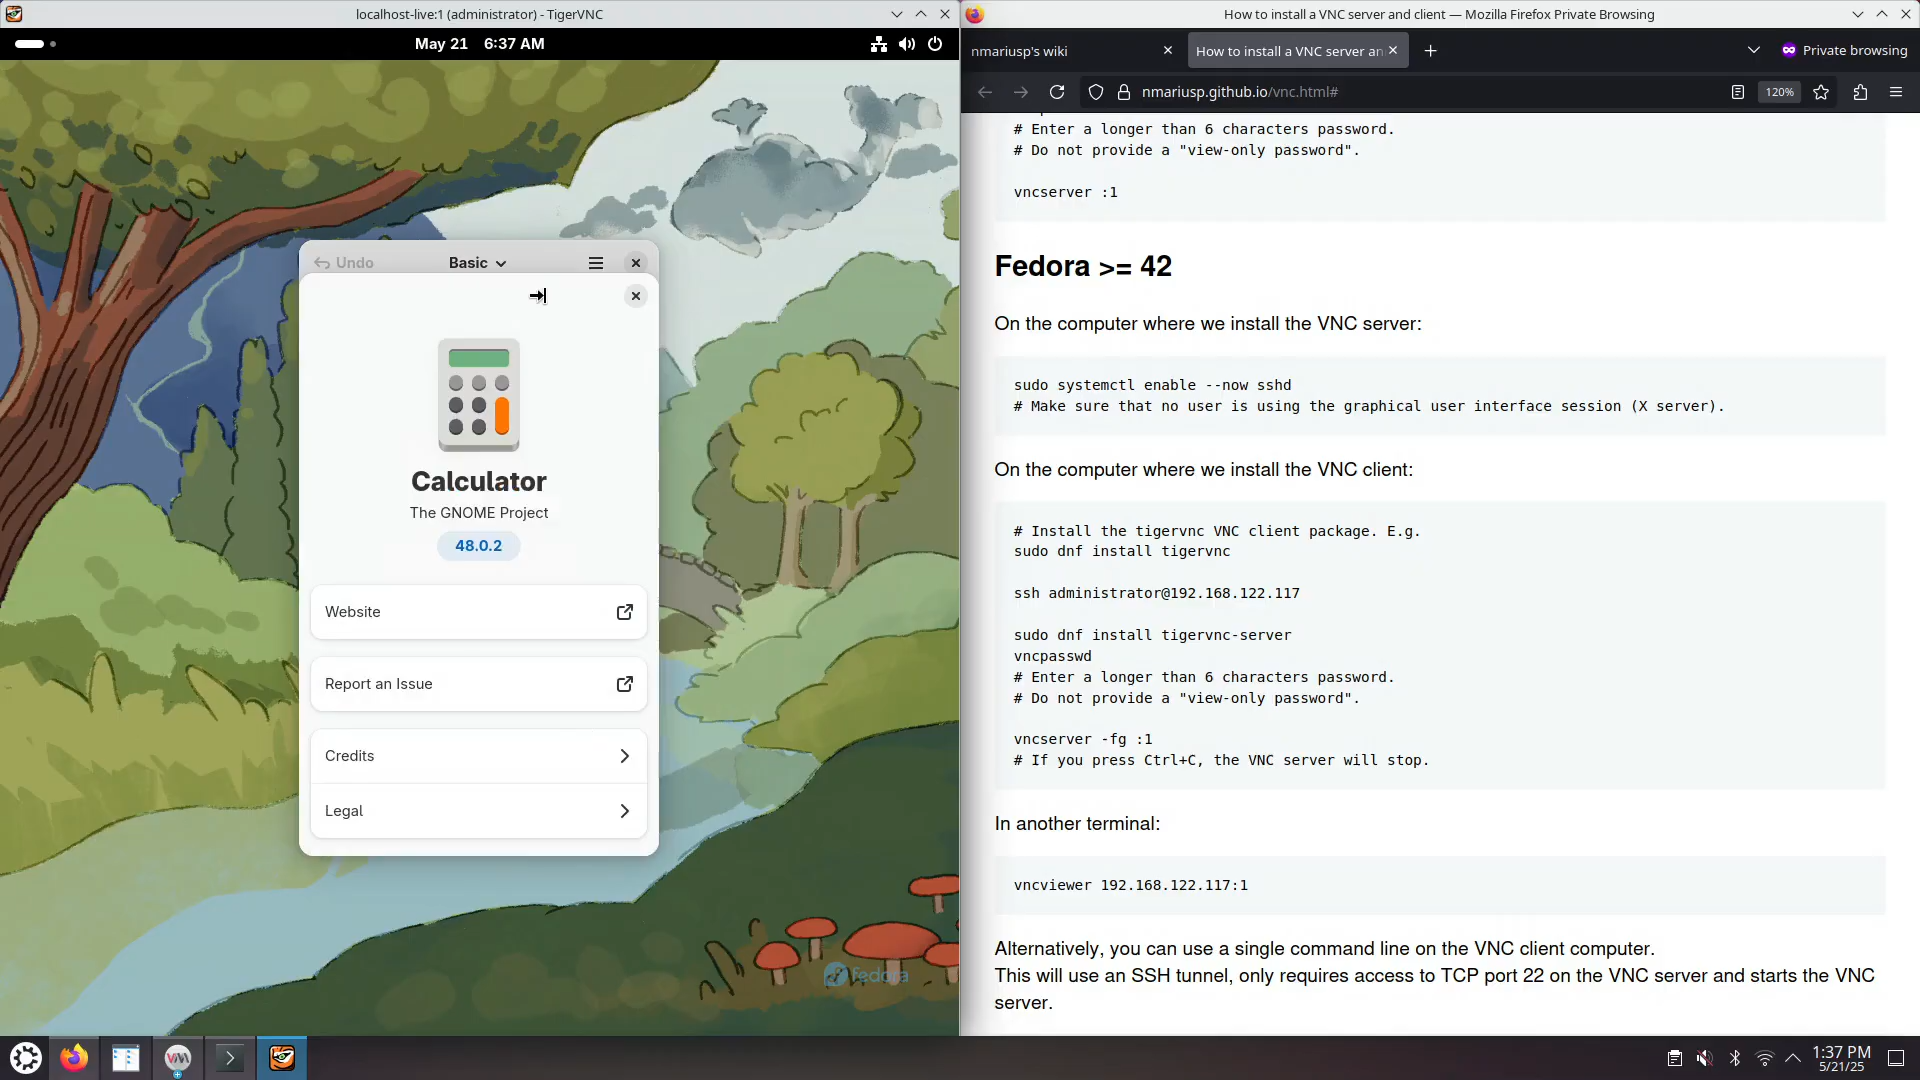 localhost-live:1 (administrator) - TigerVNC
May 21 6:37 AM
Undo
Basic
Calculator
The GNOME Project
48.0.2
Website
Report an Issue
Credits
Legal
fedora
How to install a VNC server and client — Mozilla Firefox Private Browsing
nmariusp's wiki
How to install a VNC server an
Private browsing
nmariusp.github.io/vnc.html#
120%
# Enter a longer than 6 characters password.
# Do not provide a "view-only password".
vncserver :1
Fedora >= 42
On the computer where we install the VNC server:
sudo systemctl enable --now sshd
# Make sure that no user is using the graphical user interface session (X server).
On the computer where we install the VNC client:
# Install the tigervnc VNC client package. E.g.
sudo dnf install tigervnc
ssh administrator@192.168.122.117
sudo dnf install tigervnc-server
vncpasswd
# Enter a longer than 6 characters password.
# Do not provide a "view-only password".
vncserver -fg :1
# If you press Ctrl+C, the VNC server will stop.
In another terminal:
vncviewer 192.168.122.117:1
Alternatively, you can use a single command line on the VNC client computer.
This will use an SSH tunnel, only requires access to TCP port 22 on the VNC server and starts the VNC
server.
1:37 PM
5/21/25